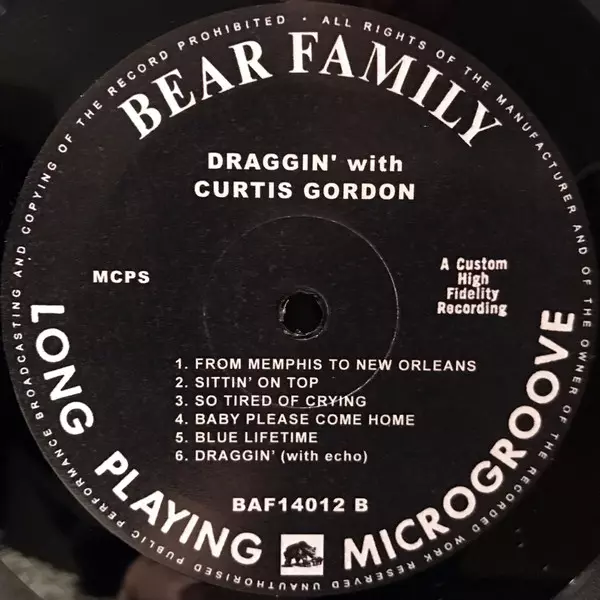 ALL RIGHTS OF THE MANUFACTURER AND OF THE OWNER OF THE RECORDED WORK RESERVED UNAUTHORISED PUBLIC PERFORMANCE BROADCASTING AND COPYING OF THE RECORD PROHIBITED •
BEAR FAMILY
DRAGGIN' with
CURTIS GORDON
MCPS
A Custom
High
Fidelity
Recording
1. FROM MEMPHIS TO NEW ORLEANS
2. SITTIN' ON TOP
3. SO TIRED OF CRYING
4. BABY PLEASE COME HOME
5. BLUE LIFETIME
6. DRAGGIN' (with echo)
BAF14012 B
LONG PLAYING MICROGROOVE